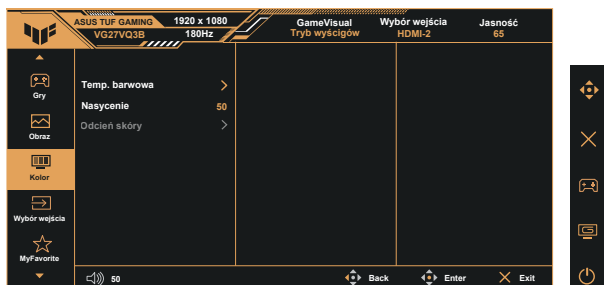 ASUS TUF GAMING 1920 x 1080
VG27VQ3B 180Hz
GameVisual
Tryb wyścigów
Wybór wejścia
HDMI-2
Jasność
65
Gry
Obraz
Kolor
Wybór wejścia
MyFavorite
Temp. barwowa
Nasycenie 50
Odcień skóry
50 Back Enter Exit